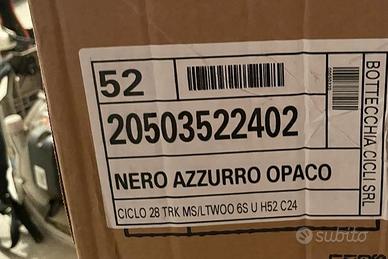 52
20503522402
NERO AZZURRO OPACO
CICLO 28 TRK MS/LTWOO 6S U H52 C24
BOTTECCHIA CICLI SRL
subito